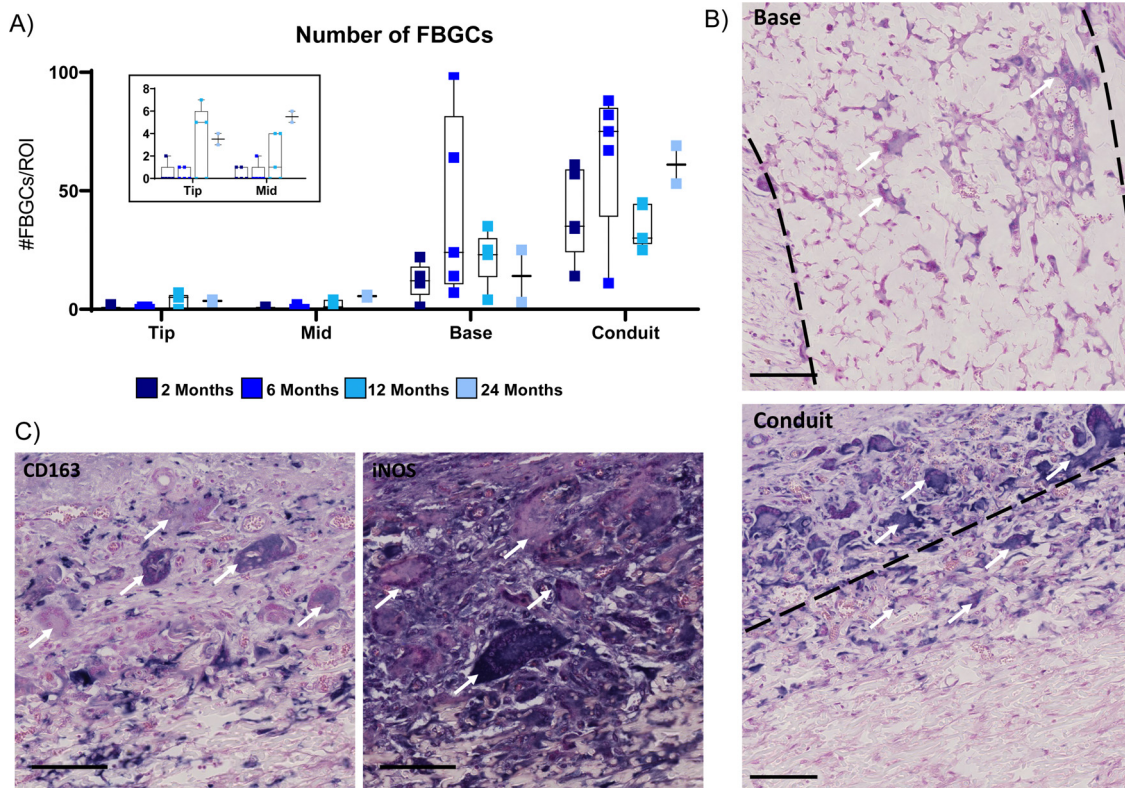 A)
Number of FBGCs
#FBGCs/ROI
100
50
0
8
6
4
2
0
Tip Mid
Tip Mid Base Conduit
2 Months 6 Months 12 Months 24 Months
B)
Base
Conduit
C)
CD163
iNOS